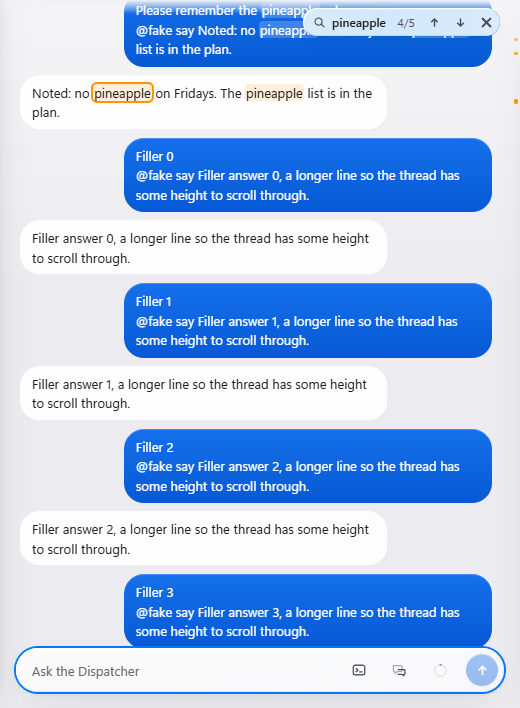 Please remember the pineapple
pineapple 4/5
@fake say Noted: no pineapple
list is in the plan.
Noted: no pineapple on Fridays. The pineapple list is in the
plan.
Filler 0
@fake say Filler answer 0, a longer line so the thread has
some height to scroll through.
Filler answer 0, a longer line so the thread has some height
to scroll through.
Filler 1
@fake say Filler answer 1, a longer line so the thread has
some height to scroll through.
Filler answer 1, a longer line so the thread has some height
to scroll through.
Filler 2
@fake say Filler answer 2, a longer line so the thread has
some height to scroll through.
Filler answer 2, a longer line so the thread has some height
to scroll through.
Filler 3
@fake say Filler answer 3, a longer line so the thread has
some height to scroll through.
Ask the Dispatcher